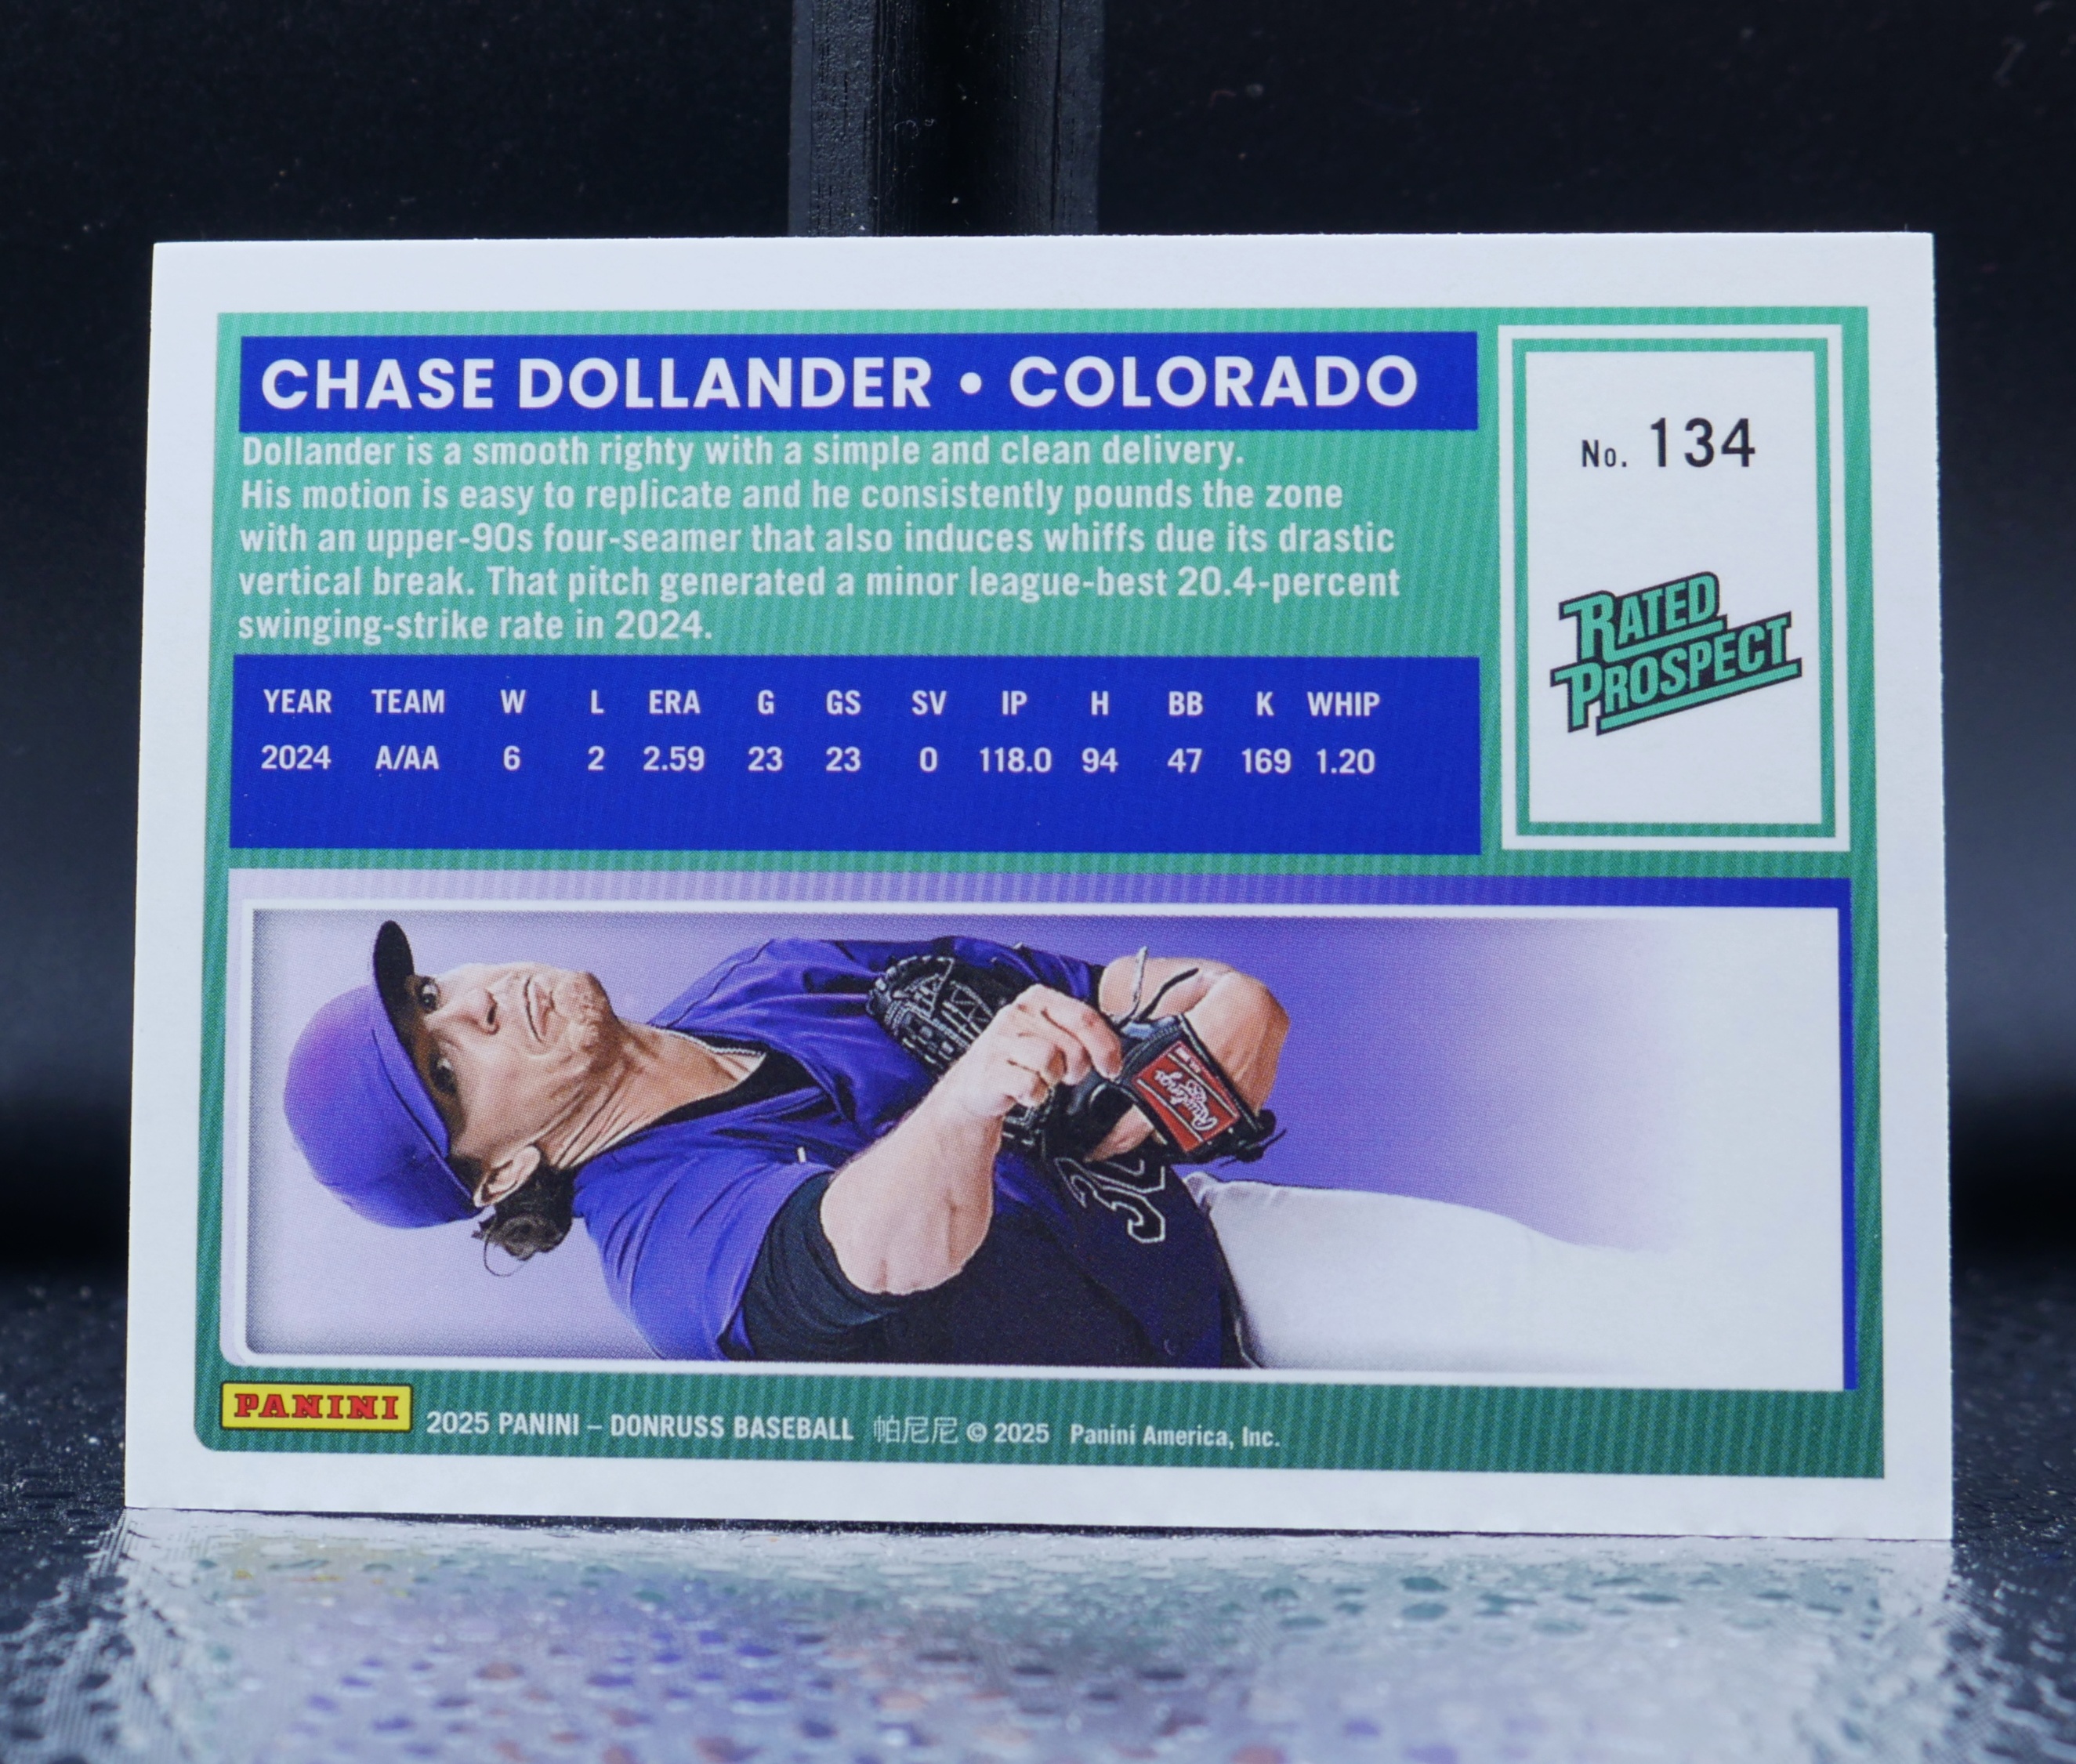 CHASE DOLLANDER • COLORADO
Dollander is a smooth righty with a simple and clean delivery.
His motion is easy to replicate and he consistently pounds the zone
with an upper-90s four-seamer that also induces whiffs due its drastic
vertical break. That pitch generated a minor league-best 20.4-percent
swinging-strike rate in 2024.
No. 134
RATED
PROSPECT
YEAR TEAM W L ERA G GS SV IP H BB K WHIP
2024 A/AA 6 2 2.59 23 23 0 118.0 94 47 169 1.20
Rawlings
32
PANINI
2025 PANINI – DONRUSS BASEBALL 帕尼尼 © 2025 Panini America, Inc.